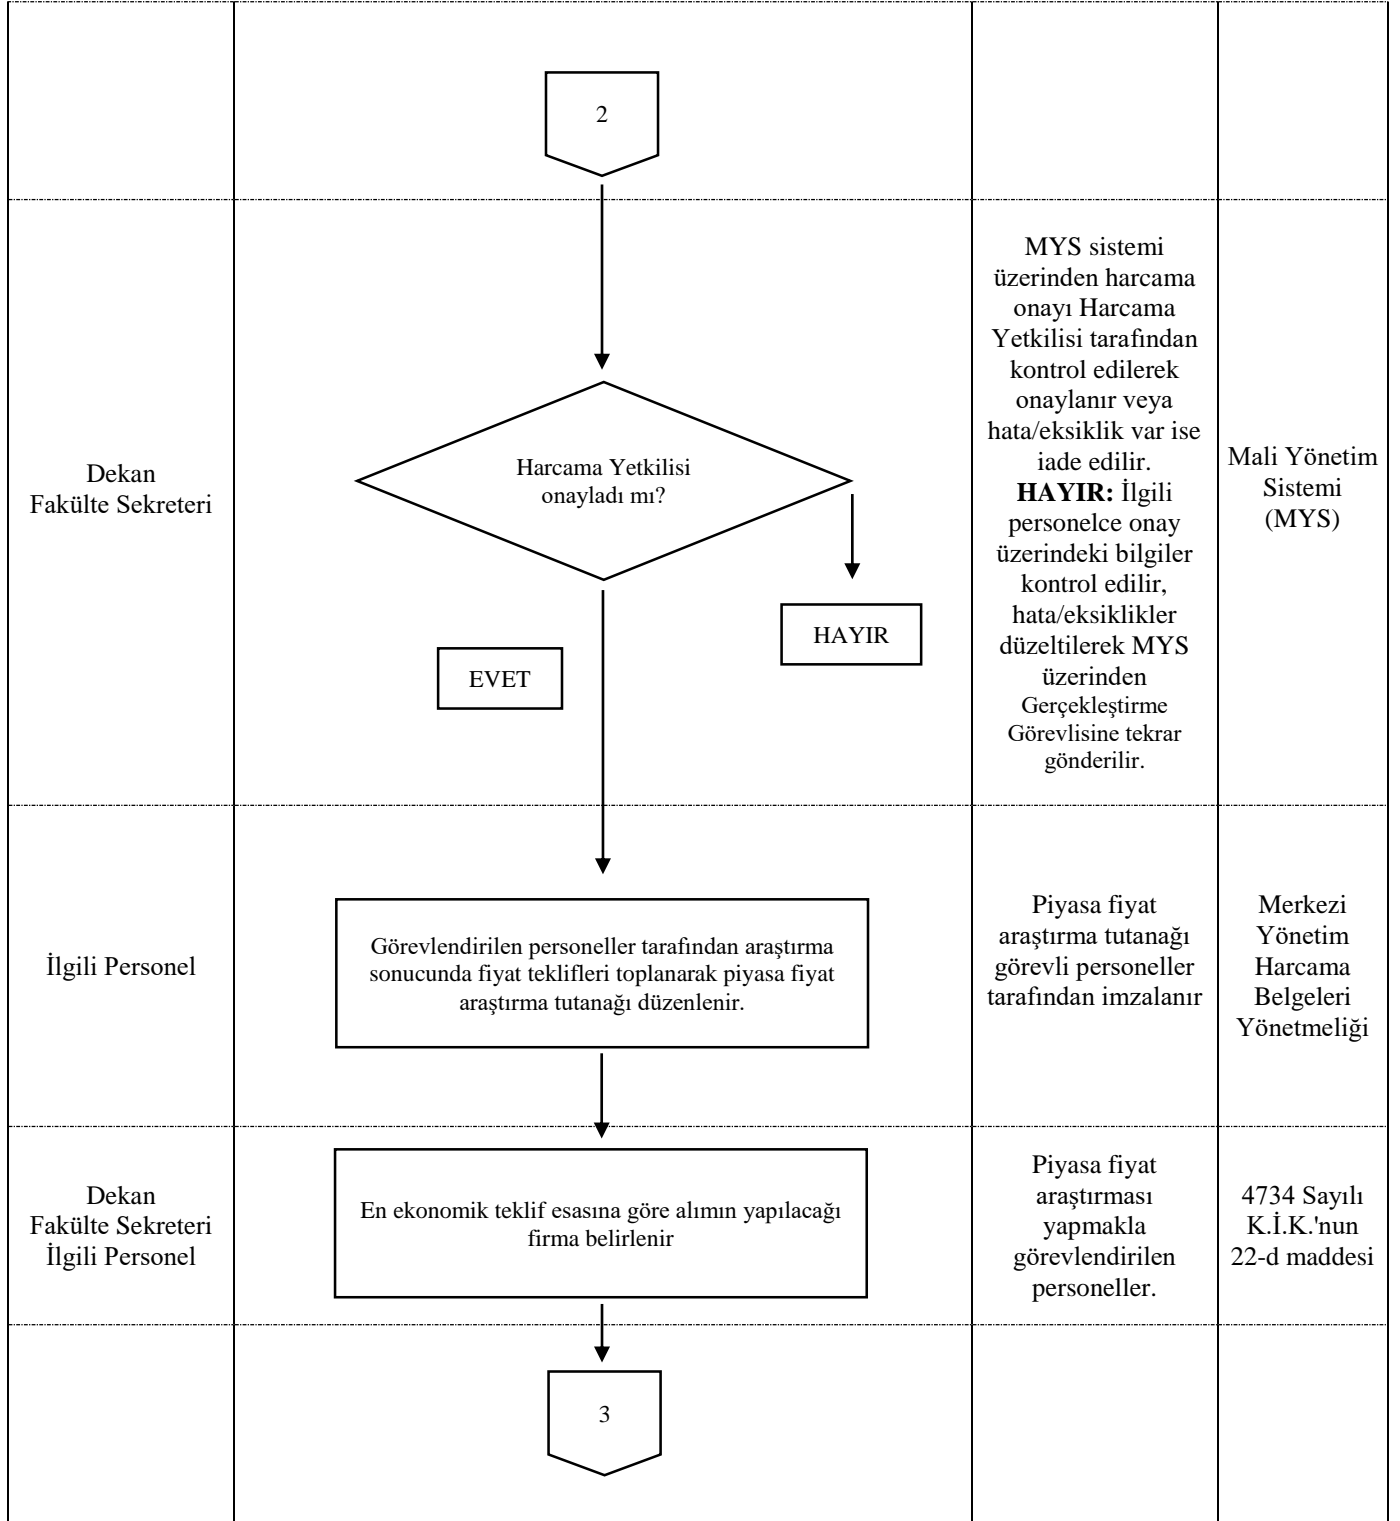 2
Dekan
Fakülte Sekreteri
Harcama Yetkilisi
onayladı mı?
HAYIR
EVET
MYS sistemi
üzerinden harcama
onayı Harcama
Yetkilisi tarafından
kontrol edilerek
onaylanır veya
hata/eksiklik var ise
iade edilir.
HAYIR: İlgili
personelce onay
üzerindeki bilgiler
kontrol edilir,
hata/eksiklikler
düzeltilerek MYS
üzerinden
Gerçekleştirme
Görevlisine tekrar
gönderilir.
Mali Yönetim
Sistemi
(MYS)
İlgili Personel
Görevlendirilen personeller tarafından araştırma
sonucunda fiyat teklifleri toplanarak piyasa fiyat
araştırma tutanağı düzenlenir.
Piyasa fiyat
araştırma tutanağı
görevli personeller
tarafından imzalanır
Merkezi
Yönetim
Harcama
Belgeleri
Yönetmeliği
Dekan
Fakülte Sekreteri
İlgili Personel
En ekonomik teklif esasına göre alımın yapılacağı
firma belirlenir
Piyasa fiyat
araştırması
yapmakla
görevlendirilen
personeller.
4734 Sayılı
K.İ.K.'nun
22-d maddesi
3